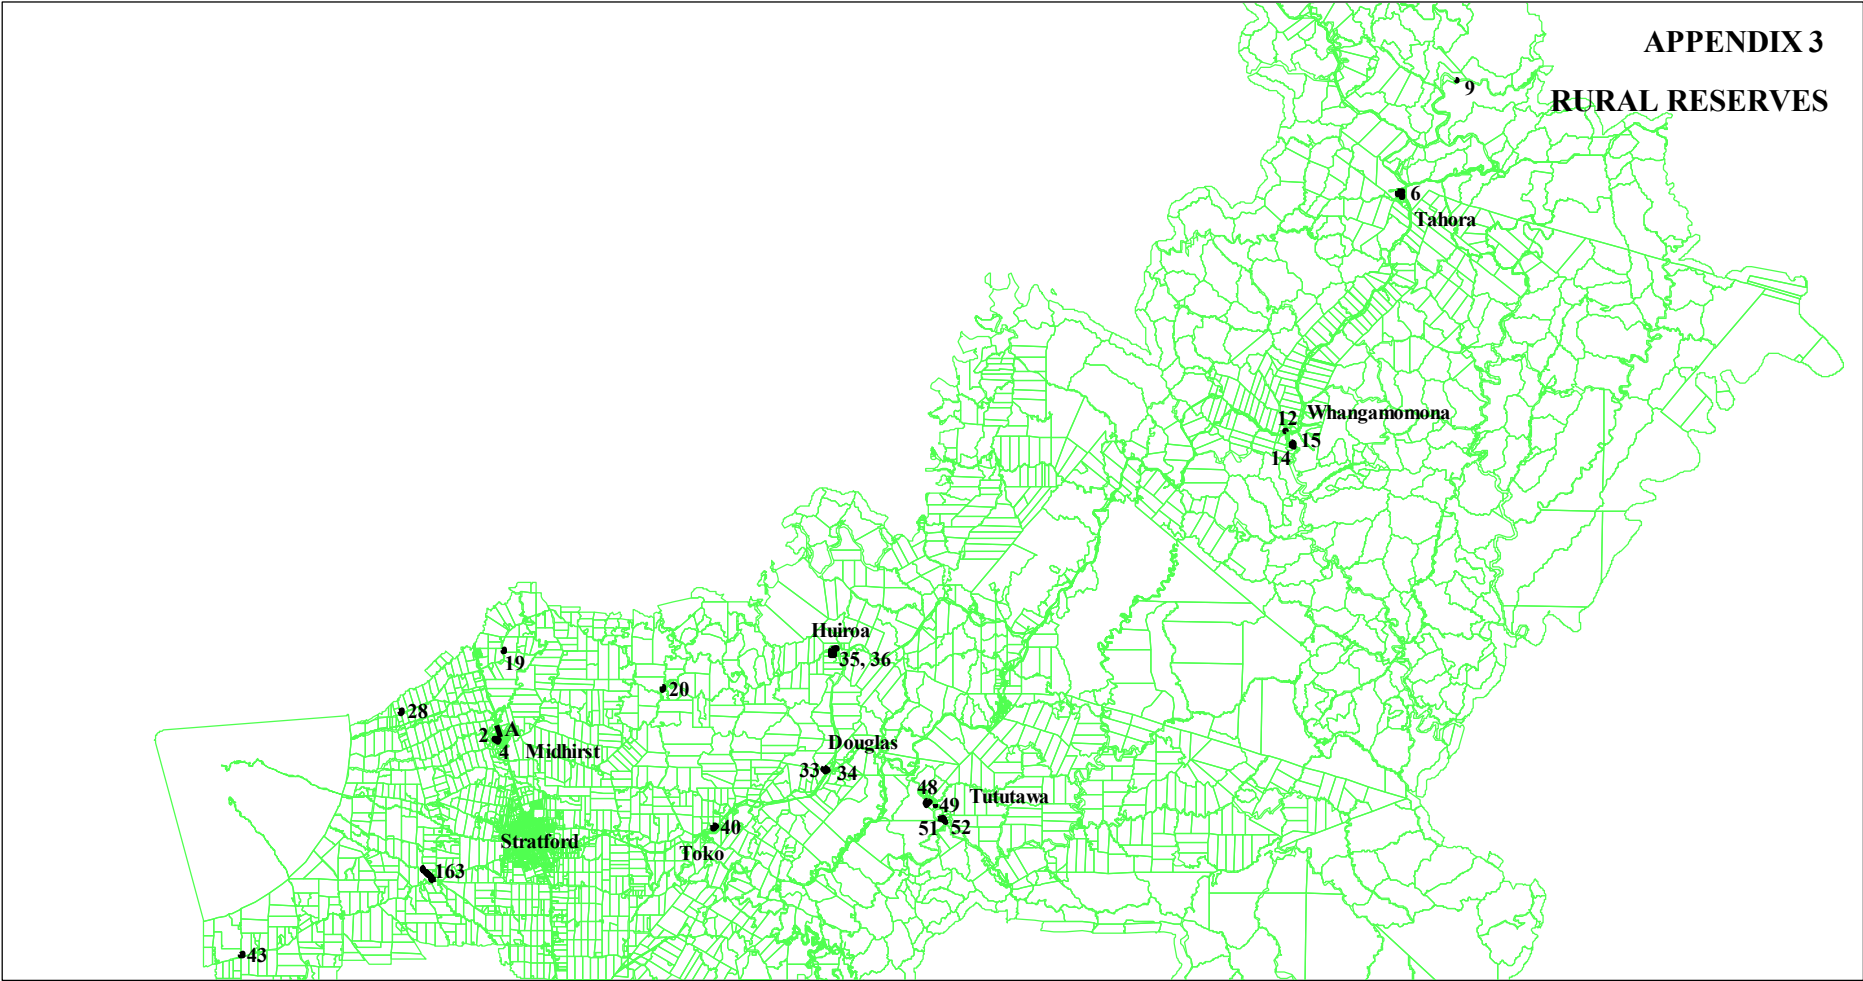 APPENDIX 3
RURAL RESERVES
9
6
Tahora
12
Whangamomona
15
14
Huiroa
35, 36
19
20
28
2
A
4
Midhirst
Douglas
33
34
48
49
Tututawa
51
52
40
Toko
Stratford
163
43